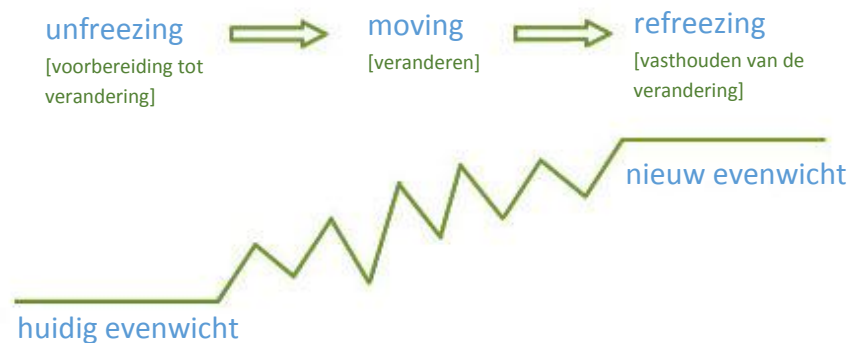 unfreezing
[voorbereiding tot
verandering]
moving
[veranderen]
refreezing
[vasthouden van de
verandering]
nieuw evenwicht
huidig evenwicht